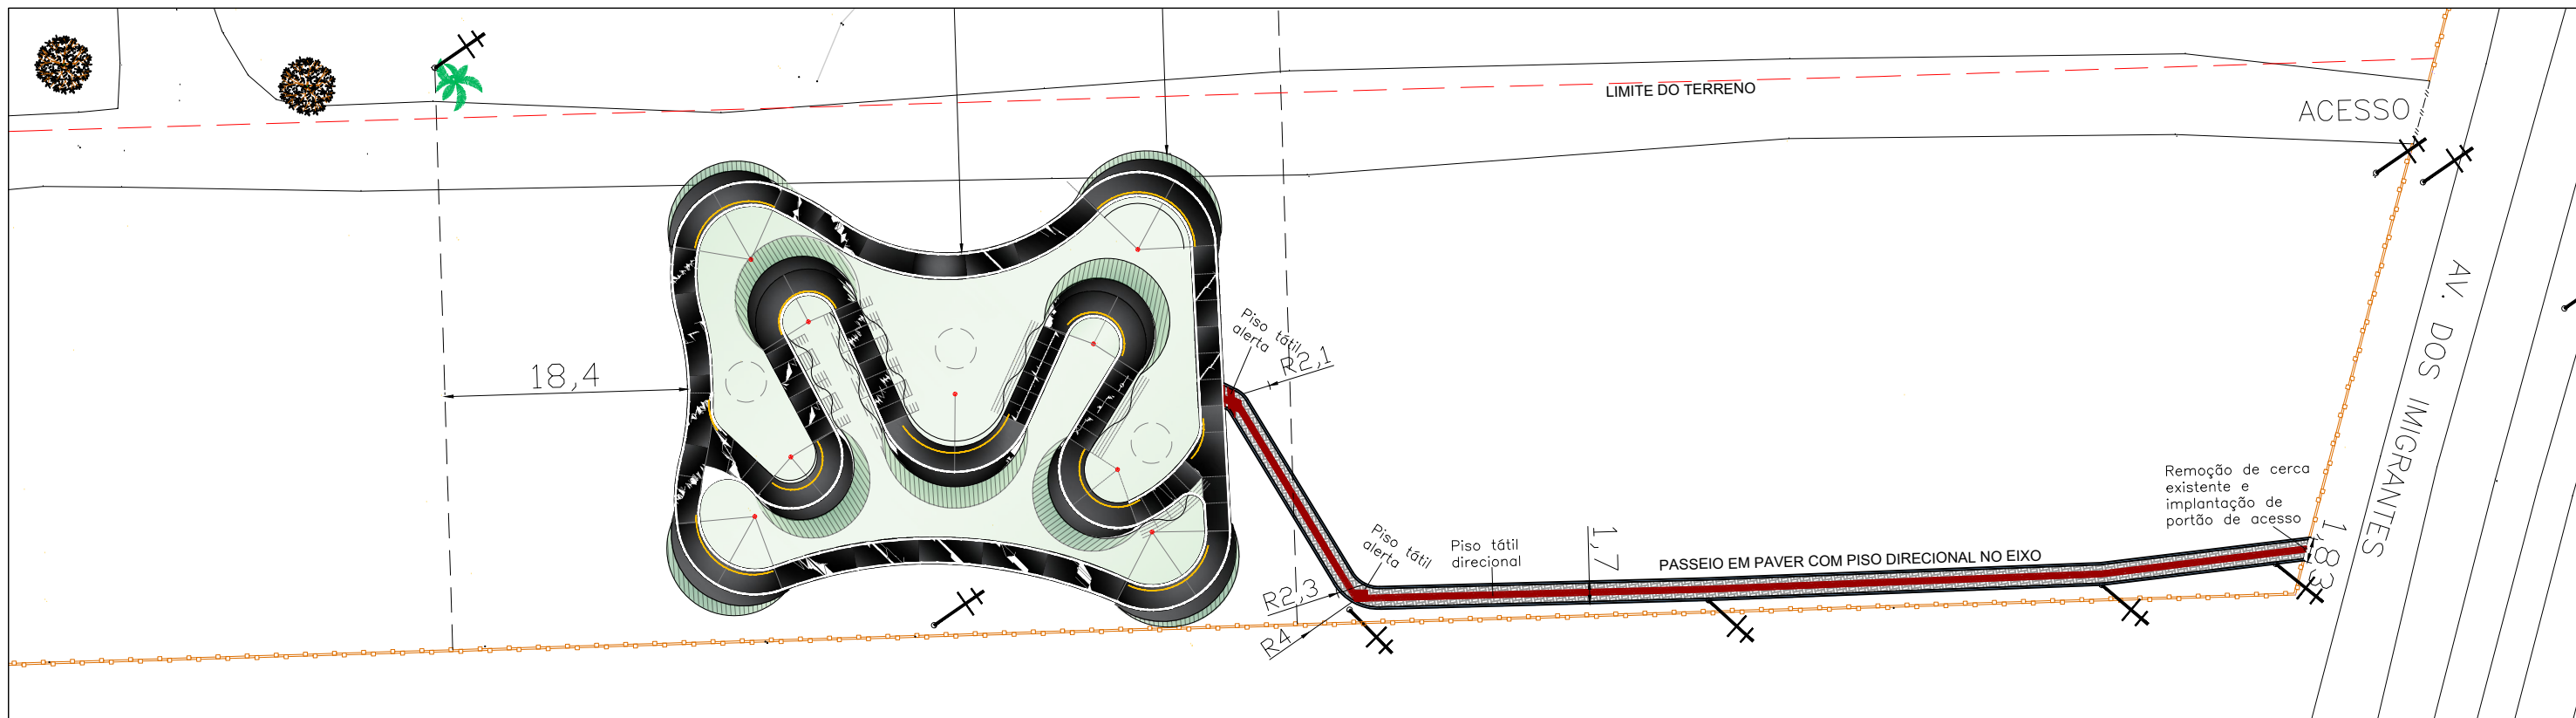 LIMITE DO TERRENO
ACESSO
AV. DOS IMIGRANTES
18,4
Piso tátil
alerta
R2,1
Remoção de cerca
existente e
implantação de
portão de acesso
1,83
Piso tátil
alerta
Piso tátil
direcional
1,7
PASSEIO EM PAVER COM PISO DIRECIONAL NO EIXO
R2,3
R4